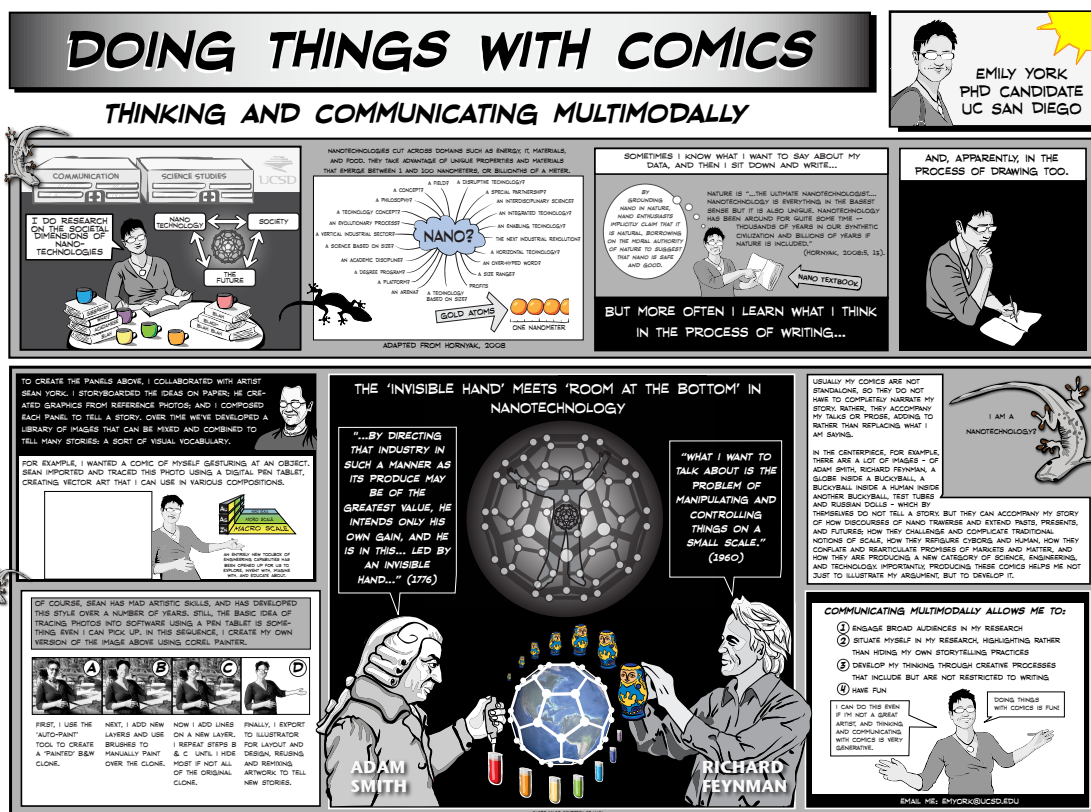 DOING THINGS WITH COMICS
EMILY YORK
PHD CANDIDATE
UC SAN DIEGO
THINKING AND COMMUNICATING MULTIMODALLY
COMMUNICATION
SCIENCE STUDIES
UCSD
I DO RESEARCH
ON THE SOCIETAL
DIMENSIONS OF
NANO-
TECHNOLOGIES
NANO
TECHNOLOGY
SOCIETY
THE
FUTURE
NANOTECHNOLOGIES CUT ACROSS DOMAINS SUCH AS ENERGY, IT, MATERIALS,
AND FOOD. THEY TAKE ADVANTAGE OF UNIQUE PROPERTIES AND MATERIALS
THAT EMERGE BETWEEN 1 AND 100 NANOMETERS, OR BILLIONTHS OF A METER.
A FIELD?
A DISRUPTIVE TECHNOLOGY?
A CONCEPT?
A SPECIAL PARTNERSHIP?
A PHILOSOPHY?
AN INTERDISCIPLINARY SCIENCE?
A TECHNOLOGY CONCEPT?
AN INTEGRATED TECHNOLOGY?
AN EVOLUTIONARY PROCESS?
AN ENABLING TECHNOLOGY?
A VERTICAL INDUSTRIAL SECTOR?
NANO?
THE NEXT INDUSTRIAL REVOLUTION?
A SCIENCE BASED ON SIZE?
A HORIZONTAL TECHNOLOGY?
AN ACADEMIC DISCIPLINE?
AN OVER-HYPED WORD?
A DEGREE PROGRAM?
A SIZE RANGE?
A PLATFORM?
PROFITS
AN ARENA?
A TECHNOLOGY
BASED ON SIZE?
GOLD ATOMS
ONE NANOMETER
ADAPTED FROM HORNYAK, 2008
SOMETIMES I KNOW WHAT I WANT TO SAY ABOUT MY
DATA, AND THEN I SIT DOWN AND WRITE...
BY
GROUNDING
NANO IN NATURE,
NANO ENTHUSIASTS
IMPLICITLY CLAIM THAT IT
IS NATURAL, BORROWING
ON THE MORAL AUTHORITY
OF NATURE TO SUGGEST
THAT NANO IS SAFE
AND GOOD.
NATURE IS "...THE ULTIMATE NANOTECHNOLOGIST....
NANOTECHNOLOGY IS EVERYTHING IN THE BASEST
SENSE BUT IT IS ALSO UNIQUE. NANOTECHNOLOGY
HAS BEEN AROUND FOR QUITE SOME TIME --
THOUSANDS OF YEARS IN OUR SYNTHETIC
CIVILIZATION AND BILLIONS OF YEARS IF
NATURE IS INCLUDED."
(HORNYAK, 2008:5, 13).
NANO TEXTBOOK
BUT MORE OFTEN I LEARN WHAT I THINK
IN THE PROCESS OF WRITING...
AND, APPARENTLY, IN THE
PROCESS OF DRAWING TOO.
TO CREATE THE PANELS ABOVE, I COLLABORATED WITH ARTIST
SEAN YORK. I STORYBOARDED THE IDEAS ON PAPER; HE CRE-
ATED GRAPHICS FROM REFERENCE PHOTOS; AND I COMPOSED
EACH PANEL TO TELL A STORY. OVER TIME WE'VE DEVELOPED A
LIBRARY OF IMAGES THAT CAN BE MIXED AND COMBINED TO
TELL MANY STORIES: A SORT OF VISUAL VOCABULARY.
FOR EXAMPLE, I WANTED A COMIC OF MYSELF GESTURING AT AN OBJECT.
SEAN IMPORTED AND TRACED THIS PHOTO USING A DIGITAL PEN TABLET,
CREATING VECTOR ART THAT I CAN USE IN VARIOUS COMPOSITIONS.
MICRO SCALE
MACRO SCALE
AN ENTIRELY NEW TOOLBOX OF
ENGINEERING CAPABILITIES HAS
BEEN OPENED UP FOR US TO
EXPLORE, INVENT WITH, IMAGINE
WITH, AND EDUCATE ABOUT.
OF COURSE, SEAN HAS MAD ARTISTIC SKILLS, AND HAS DEVELOPED
THIS STYLE OVER A NUMBER OF YEARS. STILL, THE BASIC IDEA OF
TRACING PHOTOS INTO SOFTWARE USING A PEN TABLET IS SOME-
THING EVEN I CAN PICK UP. IN THIS SEQUENCE, I CREATE MY OWN
VERSION OF THE IMAGE ABOVE USING COREL PAINTER.
A
B
C
D
FIRST, I USE THE
'AUTO-PAINT'
TOOL TO CREATE
A 'PAINTED' B&W
CLONE.
NEXT, I ADD NEW
LAYERS AND USE
BRUSHES TO
MANUALLY PAINT
OVER THE CLONE.
NOW I ADD LINES
ON A NEW LAYER.
I REPEAT STEPS B
& C UNTIL I HIDE
MOST IF NOT ALL
OF THE ORIGINAL
CLONE.
FINALLY, I EXPORT
TO ILLUSTRATOR
FOR LAYOUT AND
DESIGN, REUSING
AND REMIXING
ARTWORK TO TELL
NEW STORIES.
THE 'INVISIBLE HAND' MEETS 'ROOM AT THE BOTTOM' IN
NANOTECHNOLOGY
"...BY DIRECTING
THAT INDUSTRY IN
SUCH A MANNER AS
ITS PRODUCE MAY
BE OF THE
GREATEST VALUE, HE
INTENDS ONLY HIS
OWN GAIN, AND HE
IS IN THIS... LED BY
AN INVISIBLE
HAND..." (1776)
"WHAT I WANT TO
TALK ABOUT IS THE
PROBLEM OF
MANIPULATING AND
CONTROLLING
THINGS ON A
SMALL SCALE."
(1960)
ADAM
SMITH
RICHARD
FEYNMAN
USUALLY MY COMICS ARE NOT
STANDALONE, SO THEY DO NOT
HAVE TO COMPLETELY NARRATE MY
STORY. RATHER, THEY ACCOMPANY
MY TALKS OR PROSE, ADDING TO
RATHER THAN REPLACING WHAT I
AM SAYING.
I AM A
NANOTECHNOLOGY?
IN THE CENTERPIECE, FOR EXAMPLE,
THERE ARE A LOT OF IMAGES - OF
ADAM SMITH, RICHARD FEYNMAN, A
GLOBE INSIDE A BUCKYBALL, A
BUCKYBALL INSIDE A HUMAN INSIDE
ANOTHER BUCKYBALL, TEST TUBES
AND RUSSIAN DOLLS - WHICH BY
THEMSELVES DO NOT TELL A STORY. BUT THEY CAN ACCOMPANY MY STORY
OF HOW DISCOURSES OF NANO TRAVERSE AND EXTEND PASTS, PRESENTS,
AND FUTURES; HOW THEY CHALLENGE AND COMPLICATE TRADITIONAL
NOTIONS OF SCALE, HOW THEY REFIGURE CYBORG AND HUMAN, HOW THEY
CONFLATE AND REARTICULATE PROMISES OF MARKETS AND MATTER, AND
HOW THEY ARE PRODUCING A NEW CATEGORY OF SCIENCE, ENGINEERING,
AND TECHNOLOGY. IMPORTANTLY, PRODUCING THESE COMICS HELPS ME NOT
JUST TO ILLUSTRATE MY ARGUMENT, BUT TO DEVELOP IT.
COMMUNICATING MULTIMODALLY ALLOWS ME TO:
1 ENGAGE BROAD AUDIENCES IN MY RESEARCH
2 SITUATE MYSELF IN MY RESEARCH, HIGHLIGHTING RATHER
THAN HIDING MY OWN STORYTELLING PRACTICES
3 DEVELOP MY THINKING THROUGH CREATIVE PROCESSES
THAT INCLUDE BUT ARE NOT RESTRICTED TO WRITING
4 HAVE FUN
I CAN DO THIS EVEN
IF I'M NOT A GREAT
ARTIST, AND THINKING
AND COMMUNICATING
WITH COMICS IS VERY
GENERATIVE.
DOING THINGS
WITH COMICS IS FUN!
EMAIL ME: EMYORK@UCSD.EDU